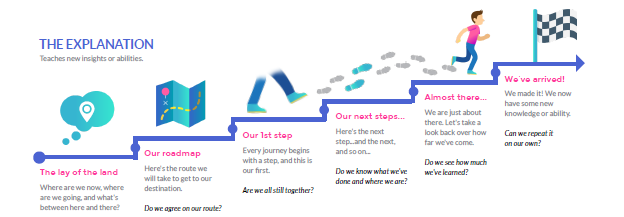 THE EXPLANATION
Teaches new insights or abilities.
The lay of the land
Where are we now, where
are we going, and what's
between here and there?
Our roadmap
Here's the route we
will take to get to our
destination.
Do we agree on our route?
Our 1st step
Every journey begins
with a step, and this is
our first.
Are we all still together?
Our next steps...
Here's the next
step...and the next,
and so on...
Do we know what we've
done and where we are?
Almost there...
We are just about
there. Let's take a
look back over how
far we've come.
Do we see how much
we've learned?
We've arrived!
We made it! We now
have some new
knowledge or ability.
Can we repeat it
on our own?